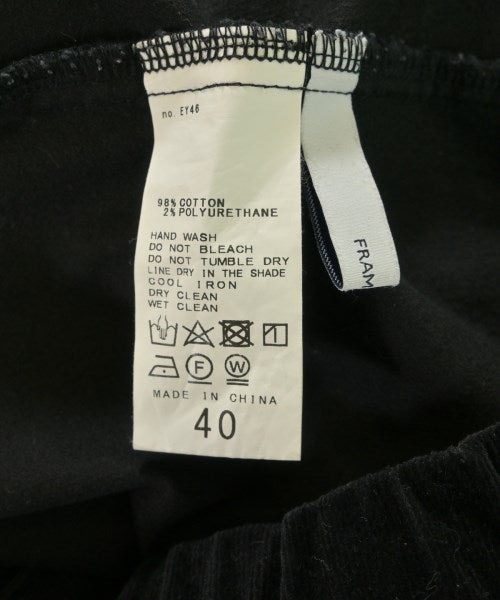 no. EY46
98% COTTON
2% POLYURETHANE
HAND WASH
DO NOT BLEACH
DO NOT TUMBLE DRY
LINE DRY IN THE SHADE
COOL IRON
DRY CLEAN
WET CLEAN
F W
MADE IN CHINA
40
FRAM